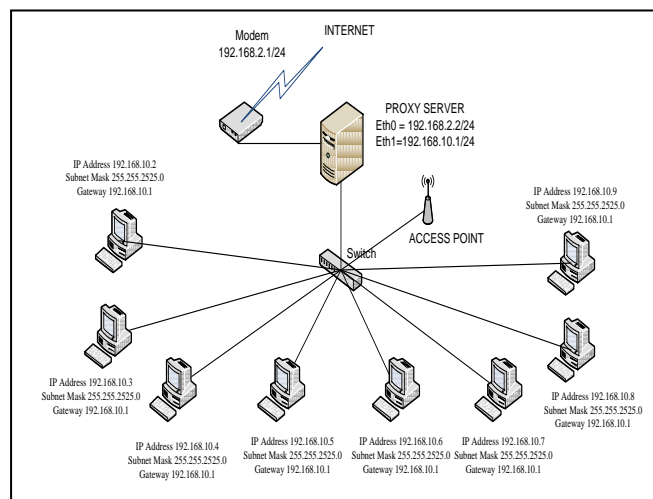 INTERNET
Modem
192.168.2.1/24
PROXY SERVER
Eth0 = 192.168.2.2/24
Eth1=192.168.10.1/24
IP Address 192.168.10.2
Subnet Mask 255.255.2525.0
Gateway 192.168.10.1
IP Address 192.168.10.9
Subnet Mask 255.255.2525.0
Gateway 192.168.10.1
ACCESS POINT
Switch
IP Address 192.168.10.3
Subnet Mask 255.255.2525.0
Gateway 192.168.10.1
IP Address 192.168.10.4
Subnet Mask 255.255.2525.0
Gateway 192.168.10.1
IP Address 192.168.10.5
Subnet Mask 255.255.2525.0
Gateway 192.168.10.1
IP Address 192.168.10.6
Subnet Mask 255.255.2525.0
Gateway 192.168.10.1
IP Address 192.168.10.7
Subnet Mask 255.255.2525.0
Gateway 192.168.10.1
IP Address 192.168.10.8
Subnet Mask 255.255.2525.0
Gateway 192.168.10.1